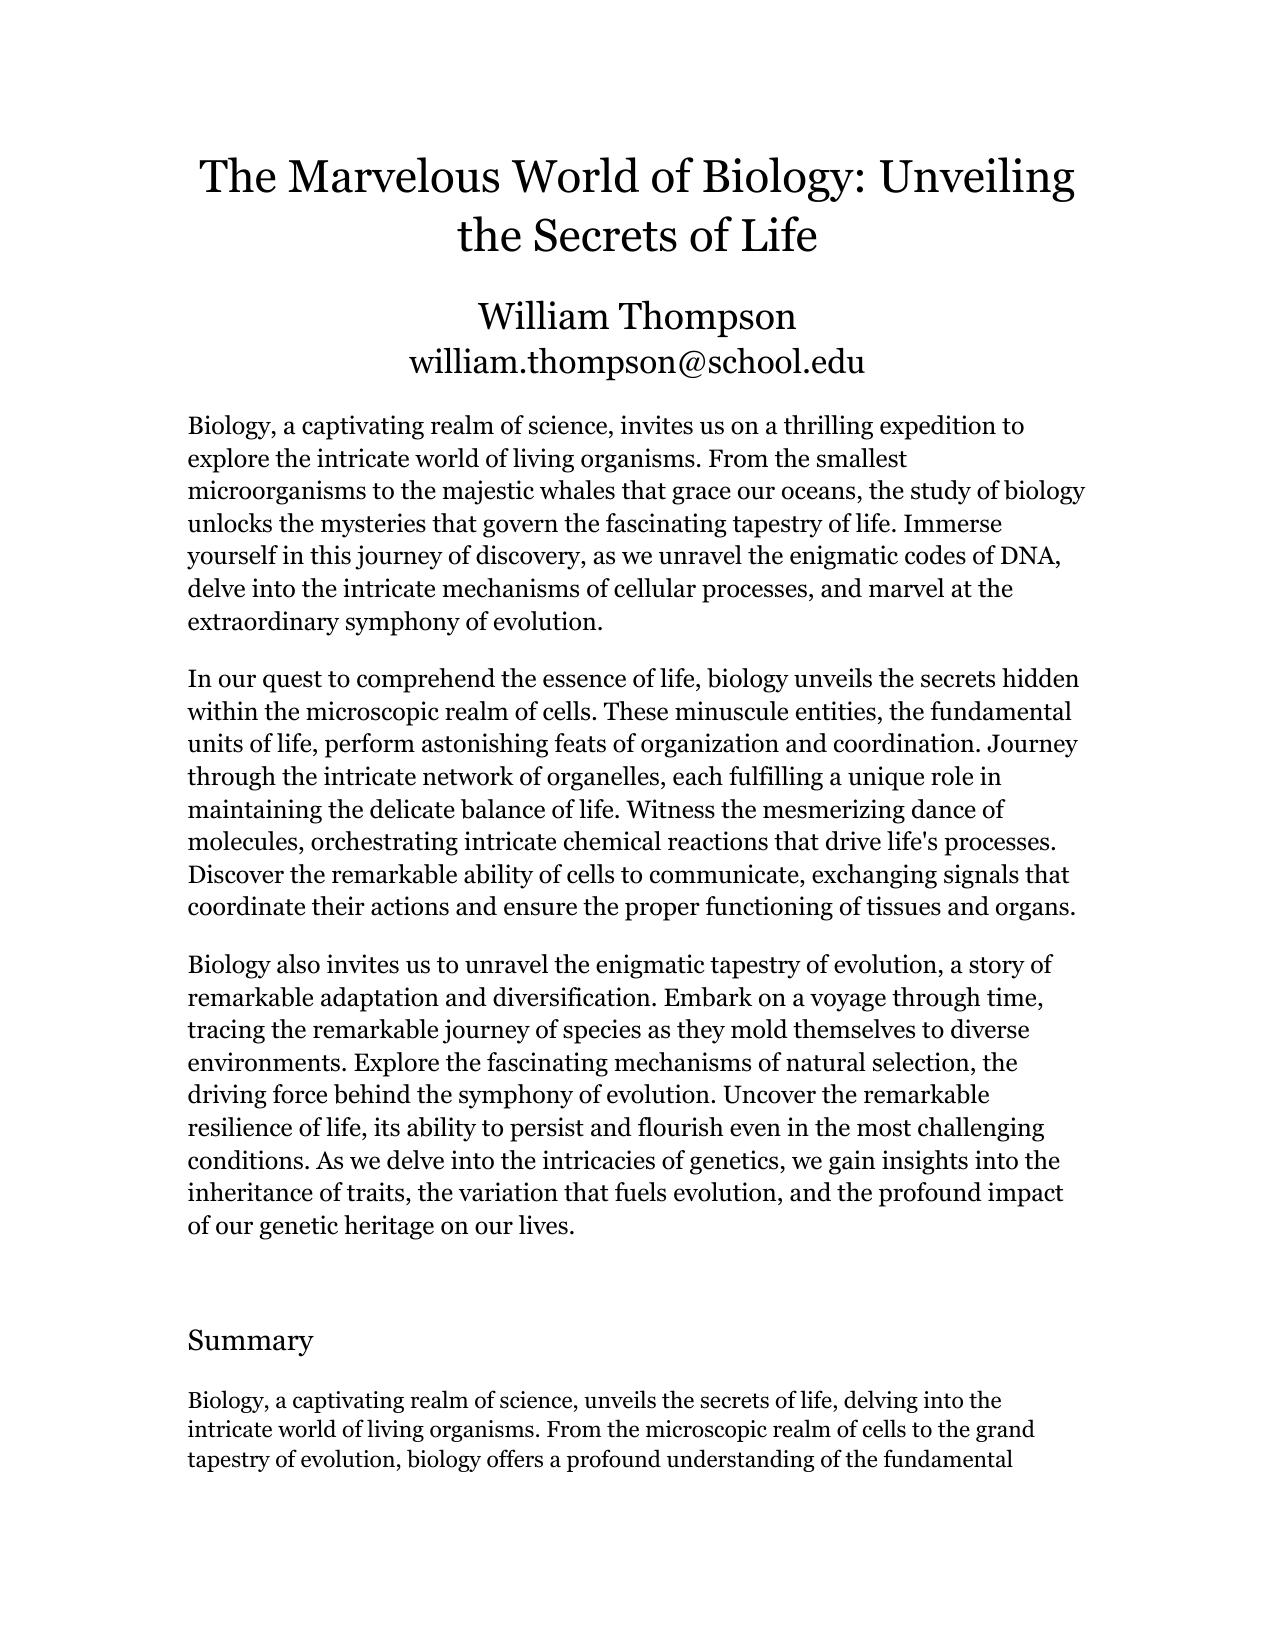 The Marvelous World of Biology: Unveiling
the Secrets of Life
William Thompson
william.thompson@school.edu
Biology, a captivating realm of science, invites us on a thrilling expedition to
explore the intricate world of living organisms. From the smallest
microorganisms to the majestic whales that grace our oceans, the study of biology
unlocks the mysteries that govern the fascinating tapestry of life. Immerse
yourself in this journey of discovery, as we unravel the enigmatic codes of DNA,
delve into the intricate mechanisms of cellular processes, and marvel at the
extraordinary symphony of evolution.
In our quest to comprehend the essence of life, biology unveils the secrets hidden
within the microscopic realm of cells. These minuscule entities, the fundamental
units of life, perform astonishing feats of organization and coordination. Journey
through the intricate network of organelles, each fulfilling a unique role in
maintaining the delicate balance of life. Witness the mesmerizing dance of
molecules, orchestrating intricate chemical reactions that drive life's processes.
Discover the remarkable ability of cells to communicate, exchanging signals that
coordinate their actions and ensure the proper functioning of tissues and organs.
Biology also invites us to unravel the enigmatic tapestry of evolution, a story of
remarkable adaptation and diversification. Embark on a voyage through time,
tracing the remarkable journey of species as they mold themselves to diverse
environments. Explore the fascinating mechanisms of natural selection, the
driving force behind the symphony of evolution. Uncover the remarkable
resilience of life, its ability to persist and flourish even in the most challenging
conditions. As we delve into the intricacies of genetics, we gain insights into the
inheritance of traits, the variation that fuels evolution, and the profound impact
of our genetic heritage on our lives.
Summary
Biology, a captivating realm of science, unveils the secrets of life, delving into the
intricate world of living organisms. From the microscopic realm of cells to the grand
tapestry of evolution, biology offers a profound understanding of the fundamental